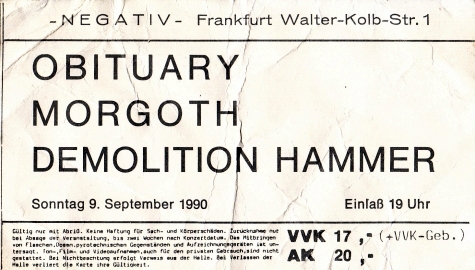 -NEGATIV- Frankfurt Walter-Kolb-Str.1
OBITUARY
MORGOTH
DEMOLITION HAMMER
Sonntag 9. September 1990 Einlaß 19 Uhr
Gültig nur mit Abriß. Keine Haftung für Sach- und Körperschäden. Zurücknahme nur
bei Absage der Veranstaltung, bis zwei Wochen nach Konzertdatum. Das Mitbringen
von Flaschen,Dosen,pyrotechnischen Gegenständen und Aufzeichnungsgeräten ist un-
tersagt. Ton-,Film- und Videoaufnahmen,auch für den privaten Gebrauch,sind nicht
gestattet. Bei Nichtbeachtung erfolgt Verweis aus der Halle. Bei Verlassen der
Halle verliert die Karte ihre Gültigkeit.
VVK 17,- (+VVK-Geb.)
AK 20,-